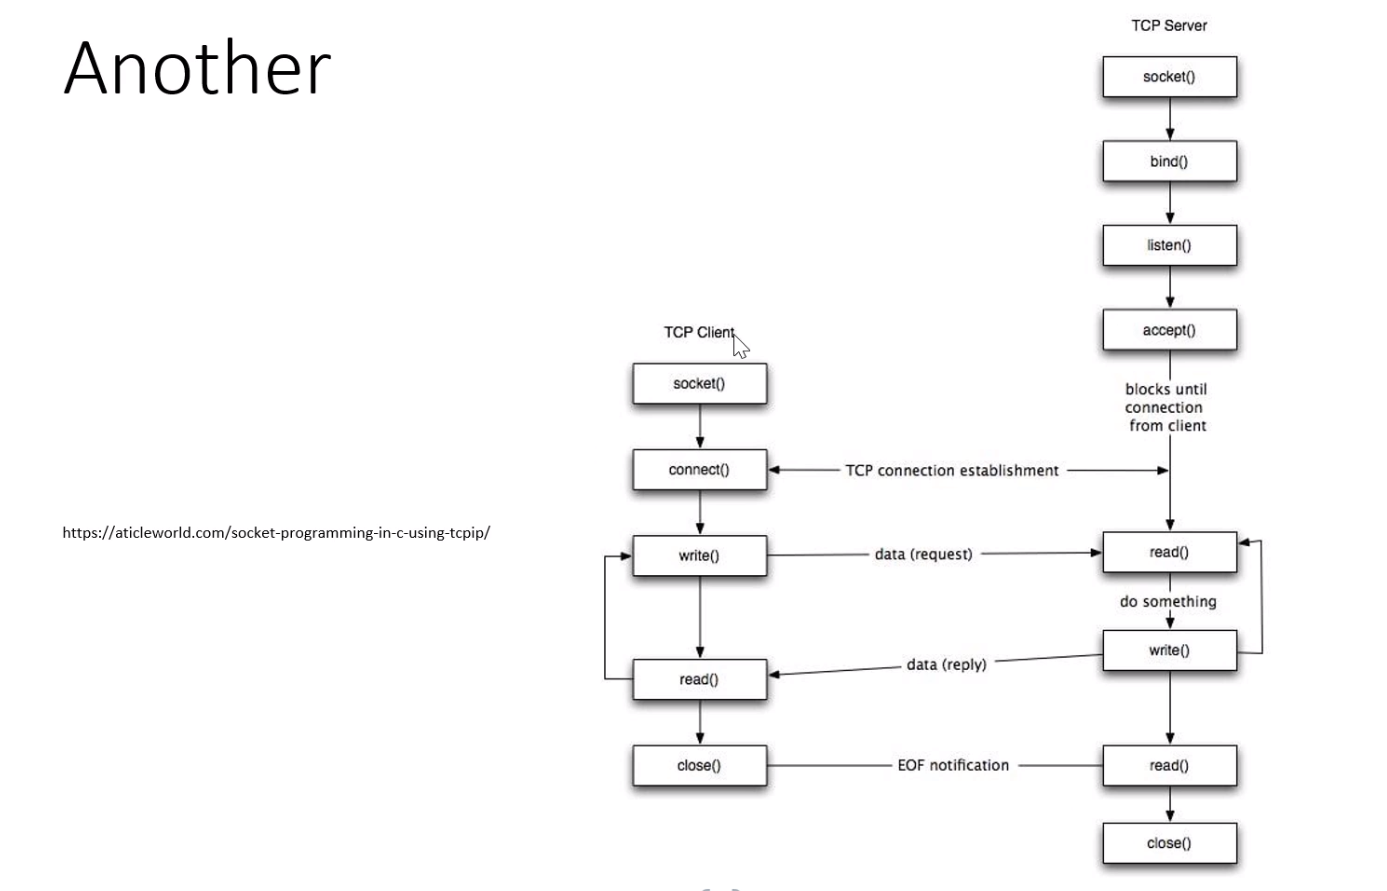 Another
TCP Server
socket()
bind()
listen()
accept()
blocks until
connection
from client
TCP Client
socket()
connect()
TCP connection establishment
write()
data (request)
read()
do something
write()
data (reply)
read()
close()
EOF notification
read()
close()
https://aticleworld.com/socket-programming-in-c-using-tcpip/